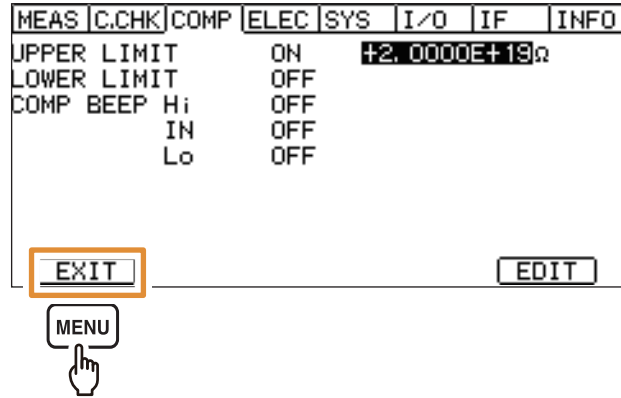 MEAS C.CHK COMP ELEC SYS I/O IF INFO
UPPER LIMIT ON +2.0000E+19Ω
LOWER LIMIT OFF
COMP BEEP Hi OFF
IN OFF
Lo OFF
EXIT EDIT
MENU